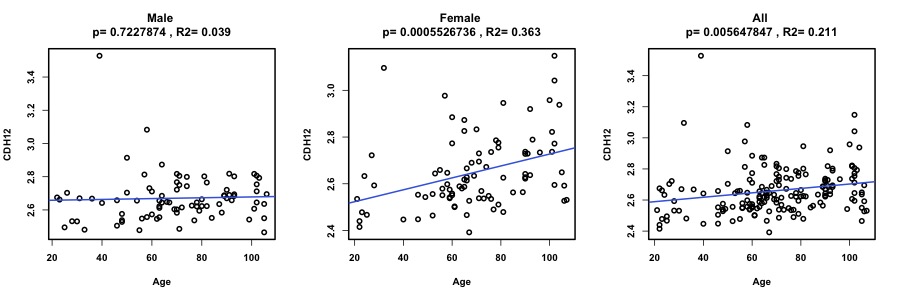 Male
p= 0.7227874 , R2= 0.039
CDH12
3.4
3.2
3.0
2.8
2.6
20 40 60 80 100
Age
Female
p= 0.0005526736 , R2= 0.363
CDH12
3.0
2.8
2.6
2.4
20 40 60 80 100
Age
All
p= 0.005647847 , R2= 0.211
CDH12
3.4
3.2
3.0
2.8
2.6
2.4
20 40 60 80 100
Age